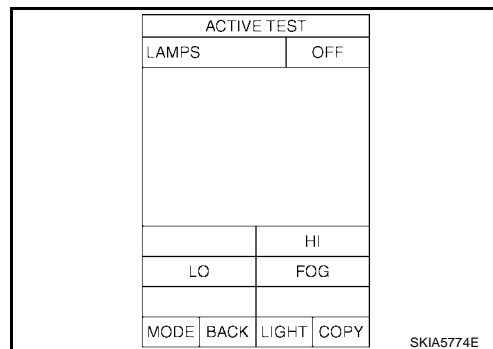 ACTIVE TEST
LAMPS OFF
HI
LO FOG
MODE BACK LIGHT COPY
SKIA5774E